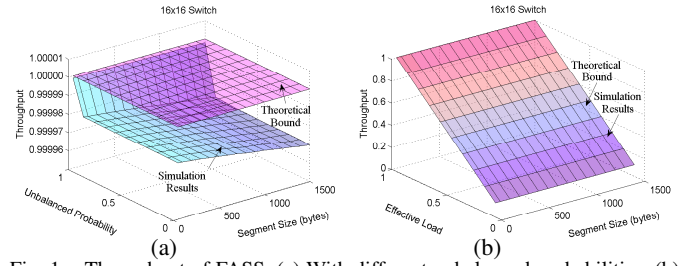 16x16 Switch
1.00001
1.00000
0.99999
0.99998
0.99997
0.99996
Throughput
Theoretical
Bound
Simulation
Results
1
0.5
0
Unbalanced Probability
0
500
1000
1500
Segment Size (bytes)
(a)
16x16 Switch
1
0.8
0.6
0.4
0.2
0
Throughput
Theoretical
Bound
Simulation
Results
1
0.5
0
Effective Load
0
500
1000
1500
Segment Size (bytes)
(b)
Fig. 1. Throughput of FASS. (a) With different unbalanced probabilities. (b)